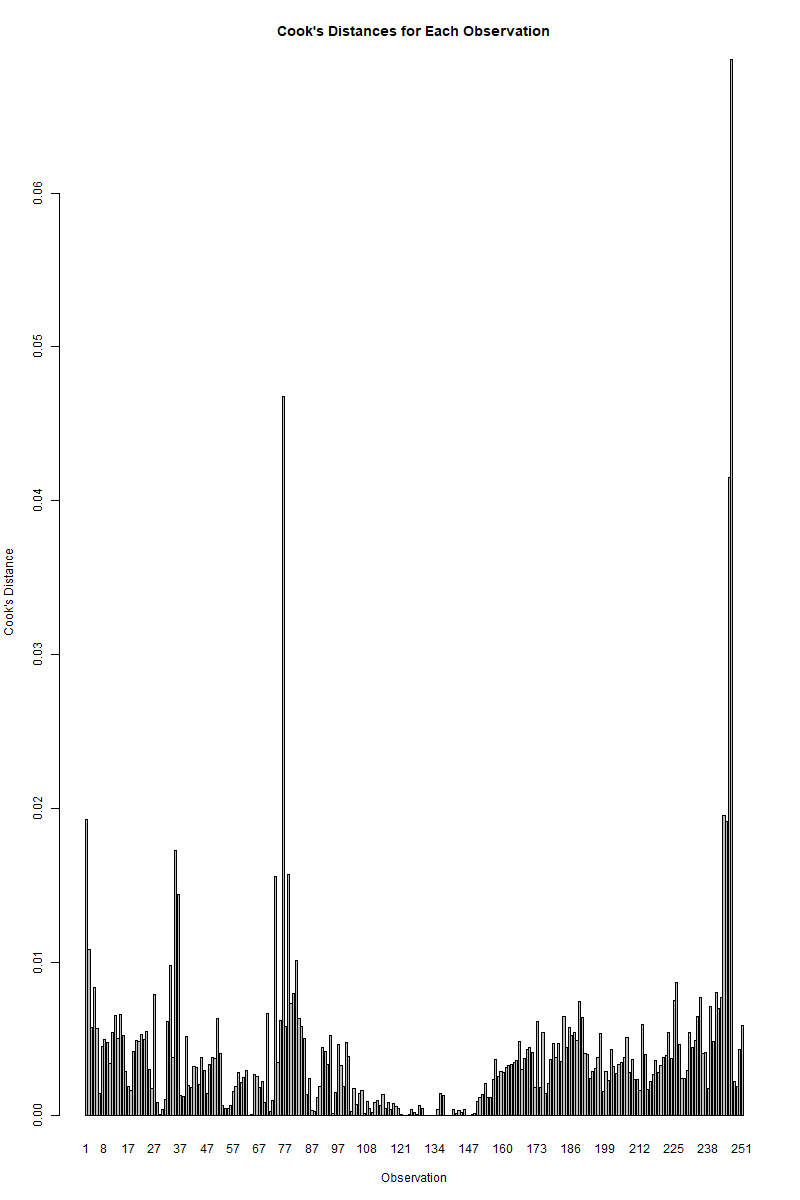 Cook's Distances for Each Observation
0.06
0.05
0.04
0.03
0.02
0.01
0.00
Cook's Distance
1 8 17 27 37 47 57 67 77 87 97 108 121 134 147 160 173 186 199 212 225 238 251
Observation